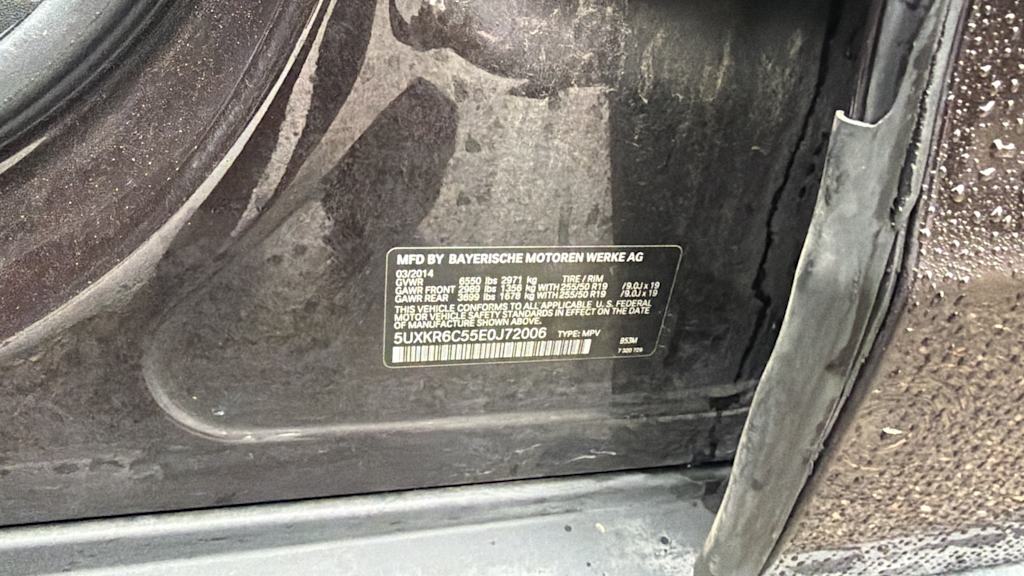 MFD BY BAYERISCHE MOTOREN WERKE AG
03/2014
GVWR 6550 lbs 2971 kg TIRE / RIM
GAWR FRONT 2989 lbs 1356 kg WITH 255/50 R19 /9.0J x 19
GAWR REAR 3699 lbs 1678 kg WITH 255/50 R19 /9.0J x 19
THIS VEHICLE CONFORMS TO ALL APPLICABLE U.S. FEDERAL
MOTOR VEHICLE SAFETY STANDARDS IN EFFECT ON THE DATE
OF MANUFACTURE SHOWN ABOVE.
5UXKR6C55E0J72006 TYPE: MPV
B53M